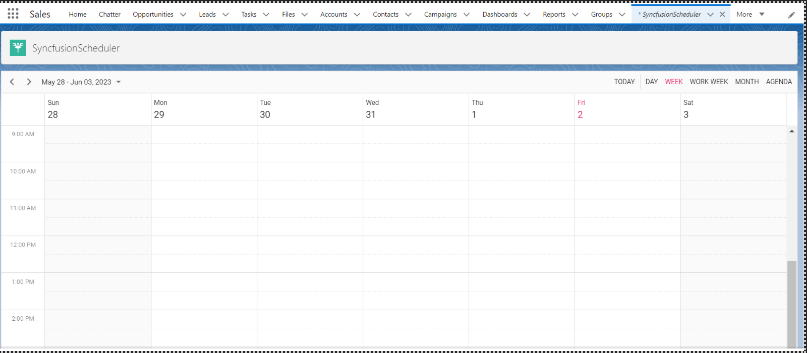 Sales Home Chatter Opportunities Leads Tasks Files Accounts Contacts Campaigns Dashboards Reports Groups * SyncfusionScheduler More
SyncfusionScheduler
May 28 - Jun 03, 2023 TODAY DAY WEEK WORK WEEK MONTH AGENDA
Sun Mon Tue Wed Thu Fri Sat
28 29 30 31 1 2 3
9:00 AM
10:00 AM
11:00 AM
12:00 PM
1:00 PM
2:00 PM